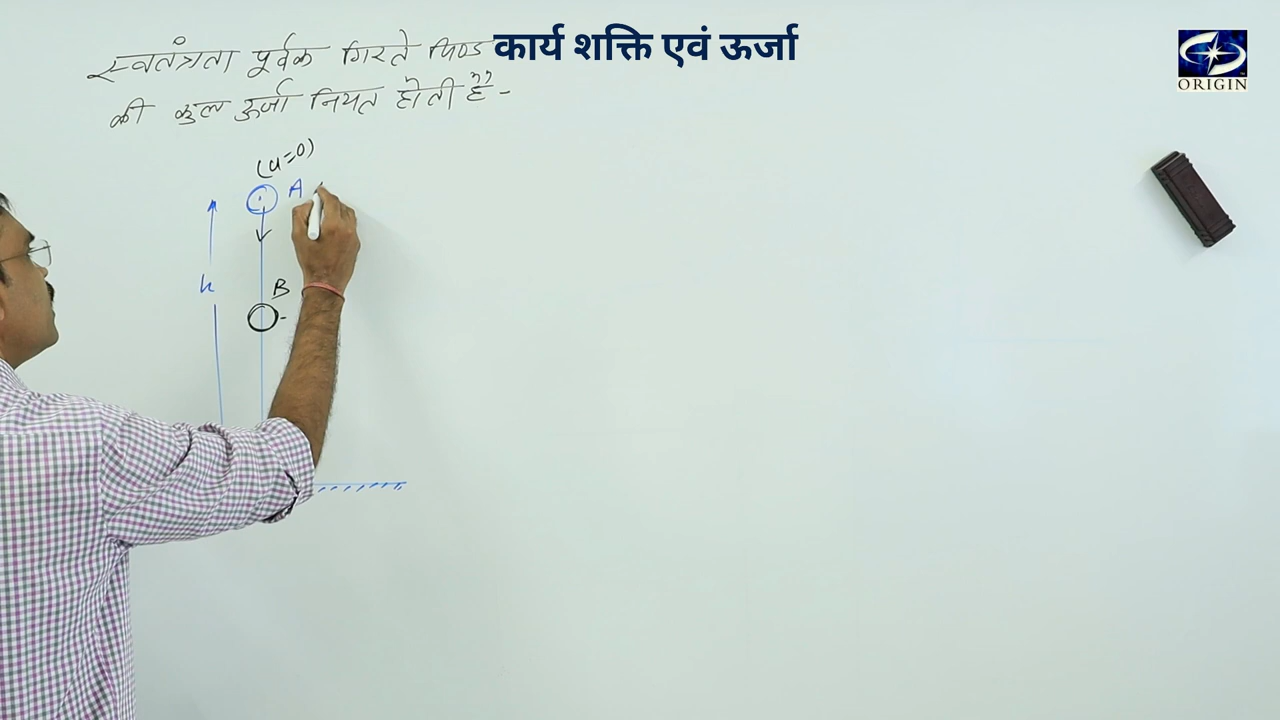 कार्य शक्ति एवं ऊर्जा
ORIGIN
स्वतंत्रता पूर्वक गिरते पिण्ड
की कुल ऊर्जा नियत होती है" -
(u=0)
A
h
B